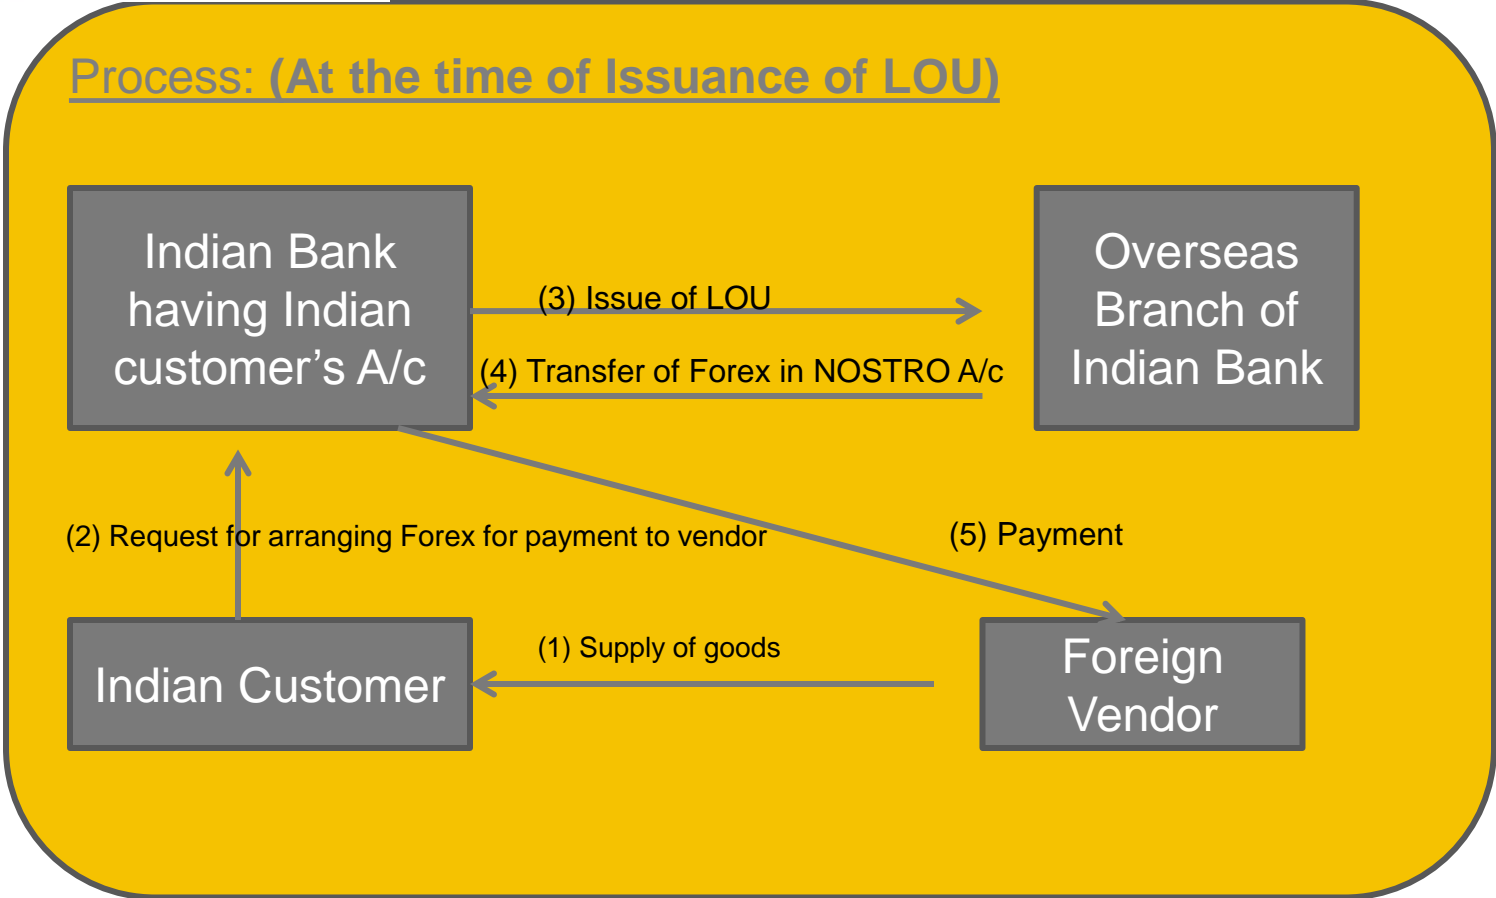 Process: (At the time of Issuance of LOU)
Indian Bank
having Indian
customer’s A/c
Overseas
Branch of
Indian Bank
(3) Issue of LOU
(4) Transfer of Forex in NOSTRO A/c
(2) Request for arranging Forex for payment to vendor
(5) Payment
Indian Customer
(1) Supply of goods
Foreign
Vendor